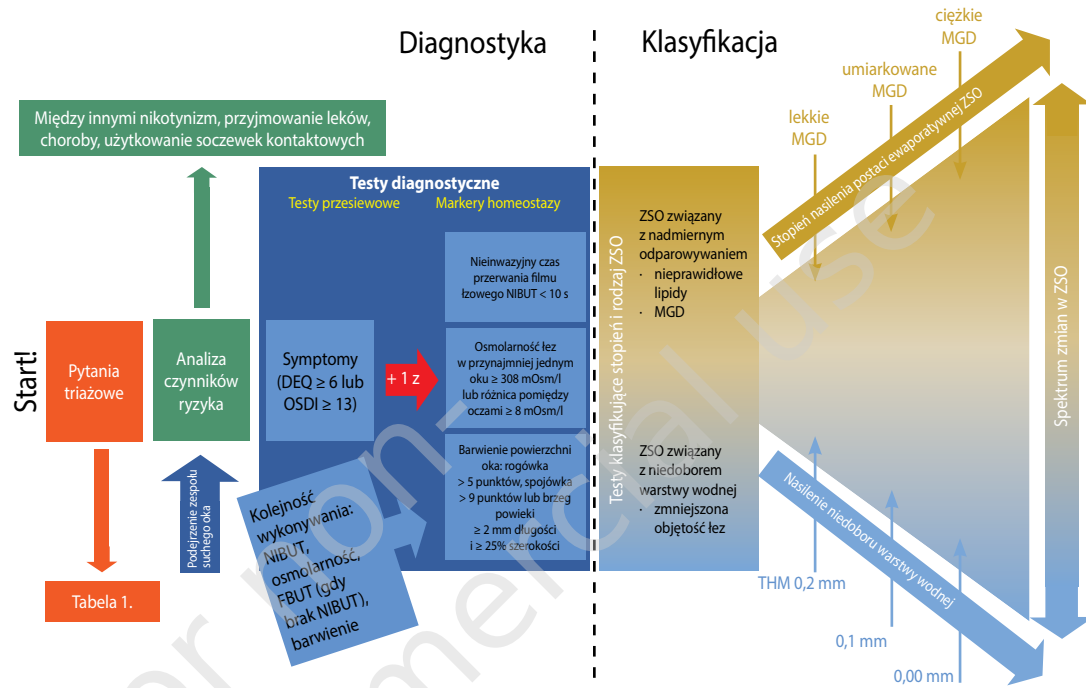 Diagnostyka
Klasyfikacja
Między innymi nikotynizm, przyjmowanie leków,
choroby, użytkowanie soczewek kontaktowych
Start!
Pytania
triażowe
Tabela 1.
Analiza
czynników
ryzyka
Podejrzenie zespołu
suchego oka
Testy diagnostyczne
Testy przesiewowe
Markery homeostazy
Symptomy
(DEQ ≥ 6 lub
OSDI ≥ 13)
+ 1 z
Nieinwazyjny czas
przerwania filmu
łzowego NIBUT < 10 s
Osmolarność łez
w przynajmniej jednym
oku ≥ 308 mOsm/l
lub różnica pomiędzy
oczami ≥ 8 mOsm/l
Barwienie powierzchni
oka: rogówka
> 5 punktów, spojówka
> 9 punktów lub brzeg
powieki
≥ 2 mm długości
i ≥ 25% szerokości
Kolejność
wykonywania:
NIBUT,
osmolarność,
FBUT (gdy
brak NIBUT),
barwienie
Testy klasyfikujące stopień i rodzaj ZSO
ZSO związany
z nadmiernym
odparowywaniem
· nieprawidłowe
lipidy
· MGD
ZSO związany
z niedoborem
warstwy wodnej
· zmniejszona
objętość łez
lekkie
MGD
umiarkowane
MGD
ciężkie
MGD
Stopień nasilenia postaci ewaporatywnej ZSO
Nasilenie niedoboru warstwy wodnej
THM 0,2 mm
0,1 mm
0,00 mm
Spektrum zmian w ZSO
for non-
commercial use